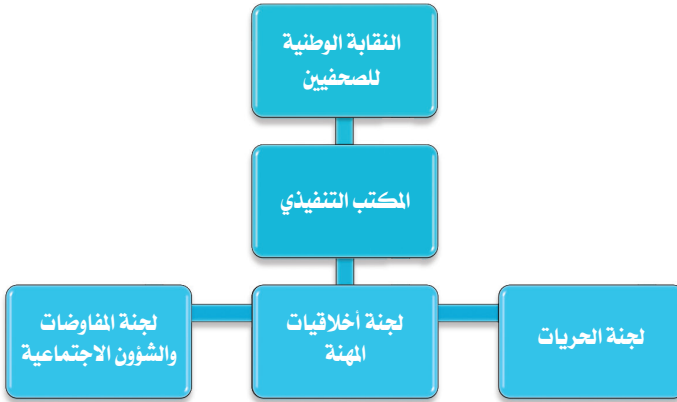 النقابة الوطنية
للصحفيين
المكتب التنفيذي
لجنة الحريات
لجنة أخلاقيات
المهنة
لجنة المفاوضات
والشؤون الاجتماعية